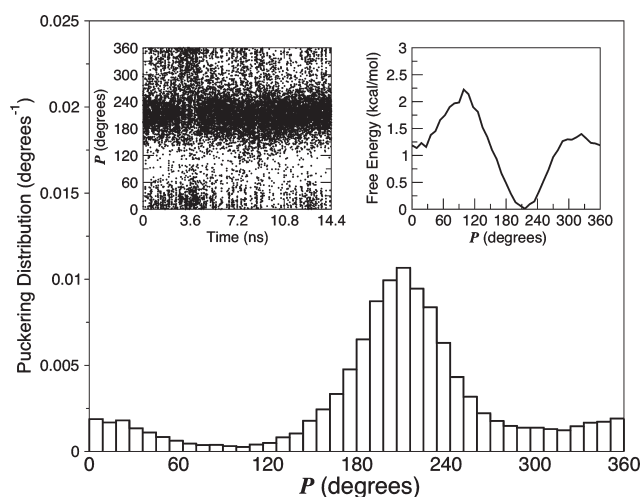 0.025
0.02
0.015
0.01
0.005
0
Puckering Distribution (degrees-1)
0 60 120 180 240 300 360
P (degrees)
360
300
240
180
120
60
0
P (degrees)
0 3.6 7.2 10.8 14.4
Time (ns)
3
2.5
2
1.5
1
0.5
0
Free Energy (kcal/mol)
0 60 120 180 240 300 360
P (degrees)